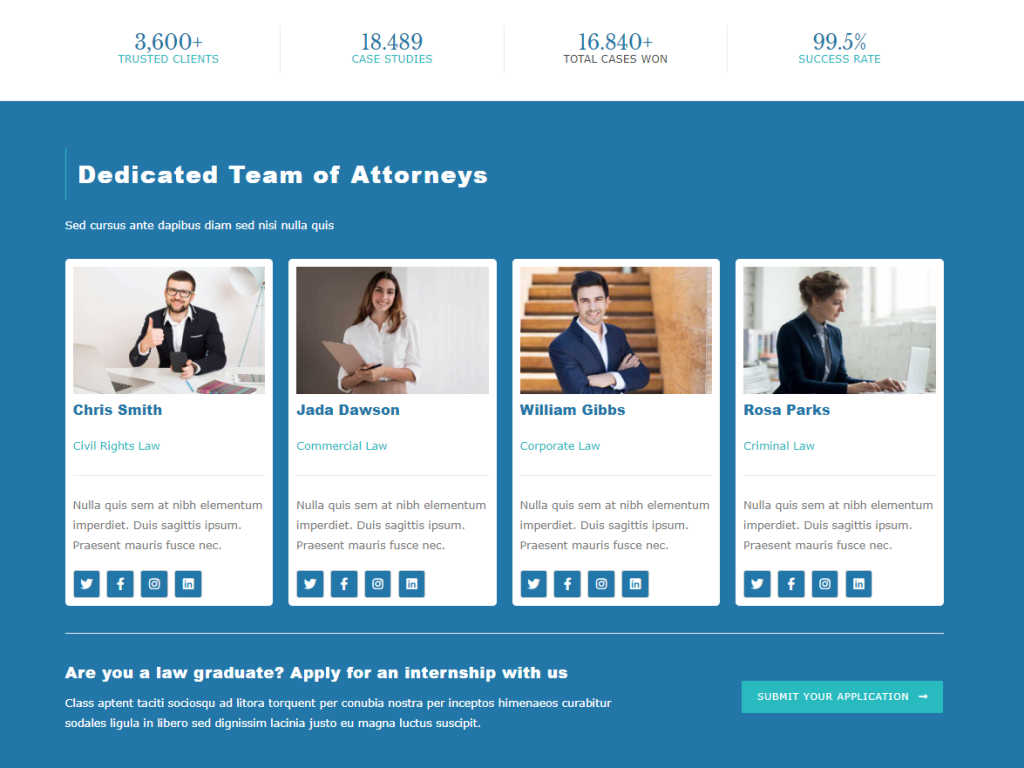 3,600+ 18.489 16.840+ 99.5%
TRUSTED CLIENTS CASE STUDIES TOTAL CASES WON SUCCESS RATE
Dedicated Team of Attorneys
Sed cursus ante dapibus diam sed nisi nulla quis
Chris Smith
Civil Rights Law
Nulla quis sem at nibh elementum
imperdiet. Duis sagittis ipsum.
Praesent mauris fusce nec.
Jada Dawson
Commercial Law
Nulla quis sem at nibh elementum
imperdiet. Duis sagittis ipsum.
Praesent mauris fusce nec.
William Gibbs
Corporate Law
Nulla quis sem at nibh elementum
imperdiet. Duis sagittis ipsum.
Praesent mauris fusce nec.
Rosa Parks
Criminal Law
Nulla quis sem at nibh elementum
imperdiet. Duis sagittis ipsum.
Praesent mauris fusce nec.
Are you a law graduate? Apply for an internship with us
Class aptent taciti sociosqu ad litora torquent per conubia nostra per inceptos himenaeos curabitur
sodales ligula in libero sed dignissim lacinia justo eu magna luctus suscipit.
SUBMIT YOUR APPLICATION →